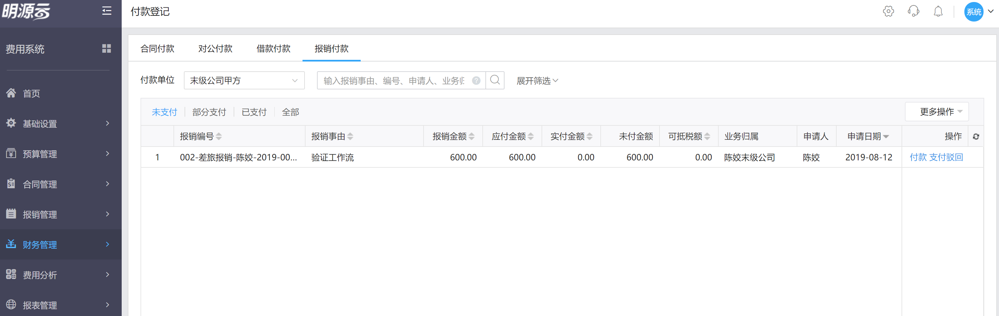 明源云
付款登记
系统
费用系统
首页
基础设置
预算管理
合同管理
报销管理
财务管理
费用分析
报表管理
合同付款 对公付款 借款付款 报销付款
付款单位 末级公司甲方 输入报销事由、编号、申请人、业务归 ? 展开筛选
未支付 部分支付 已支付 全部 更多操作
报销编号 报销事由 报销金额 应付金额 实付金额 未付金额 可抵税额 业务归属 申请人 申请日期 操作
1 002-差旅报销-陈姣-2019-00... 验证工作流 600.00 600.00 0.00 600.00 0.00 陈姣末级公司 陈姣 2019-08-12 付款 支付驳回